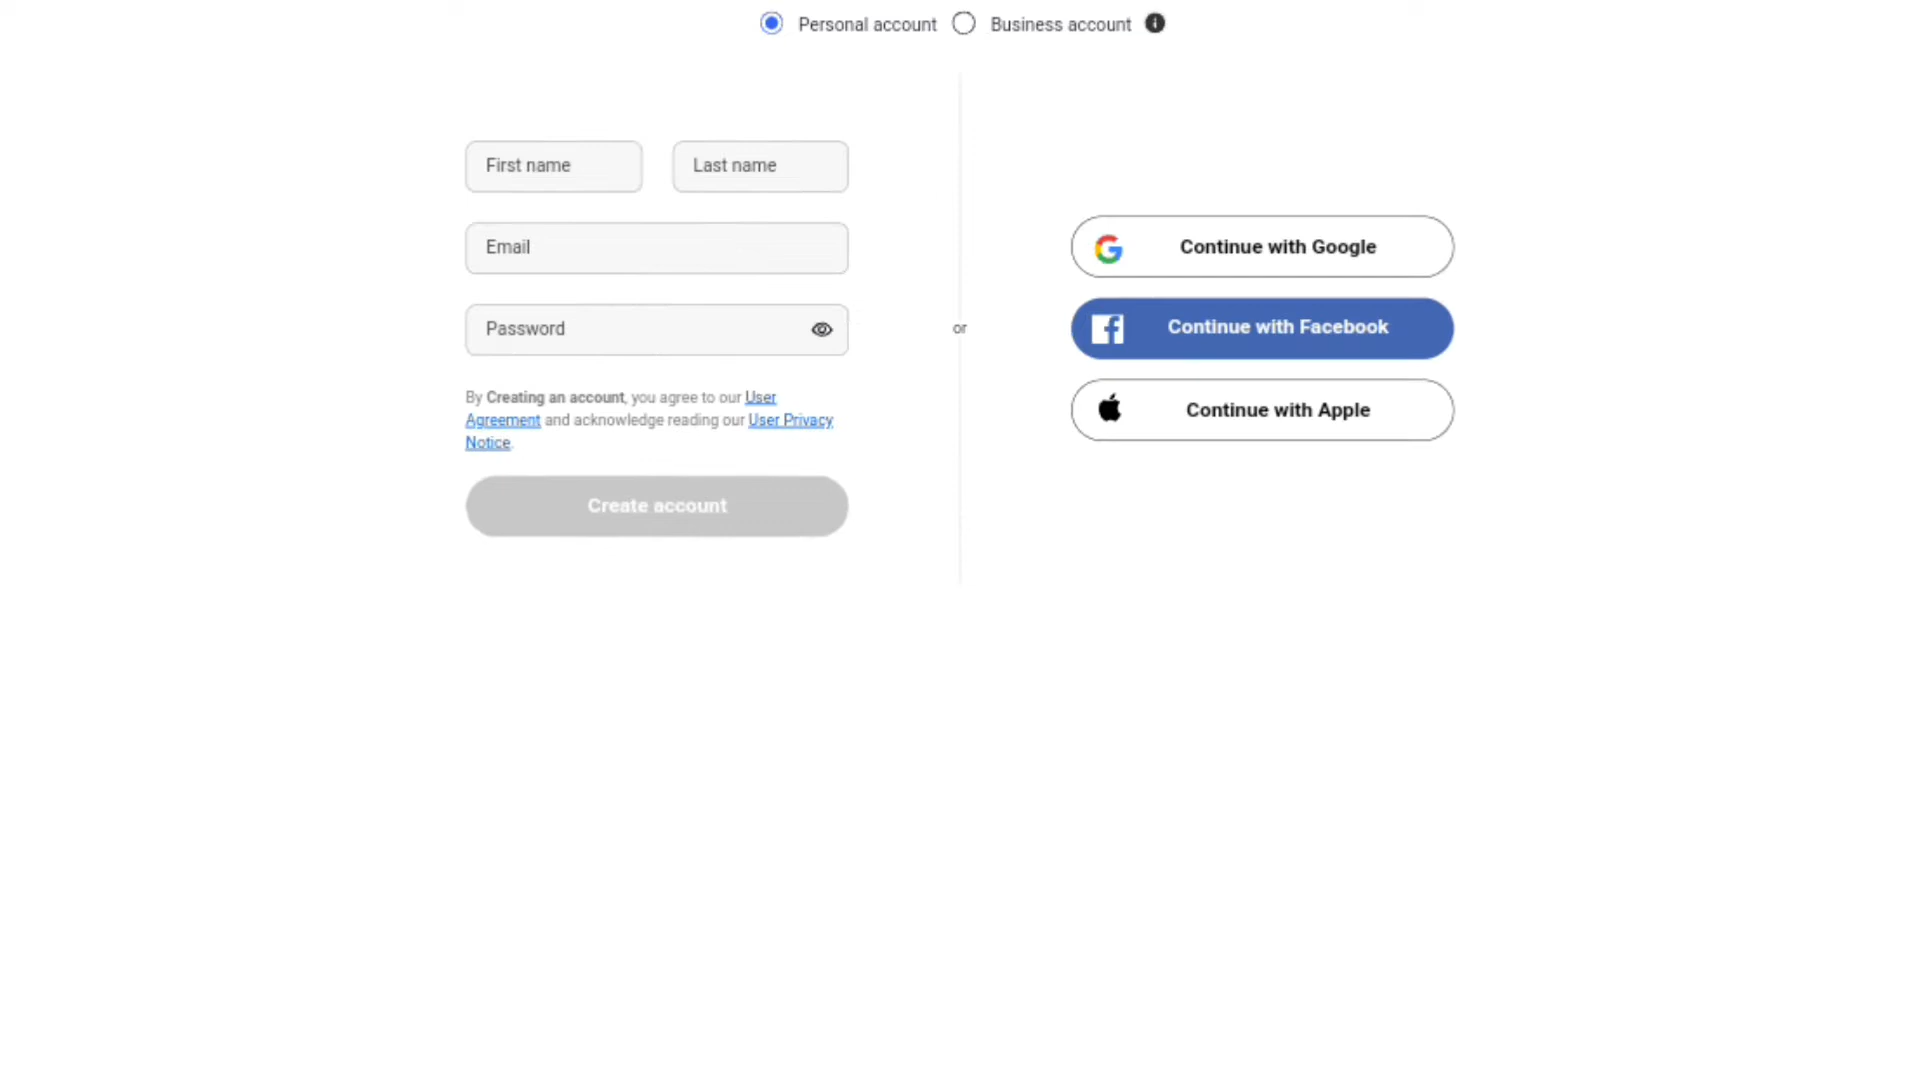 Personal account Business account
First name Last name
Email
Password
By Creating an account, you agree to our User
Agreement and acknowledge reading our User Privacy
Notice.
Create account
or
Continue with Google
Continue with Facebook
Continue with Apple